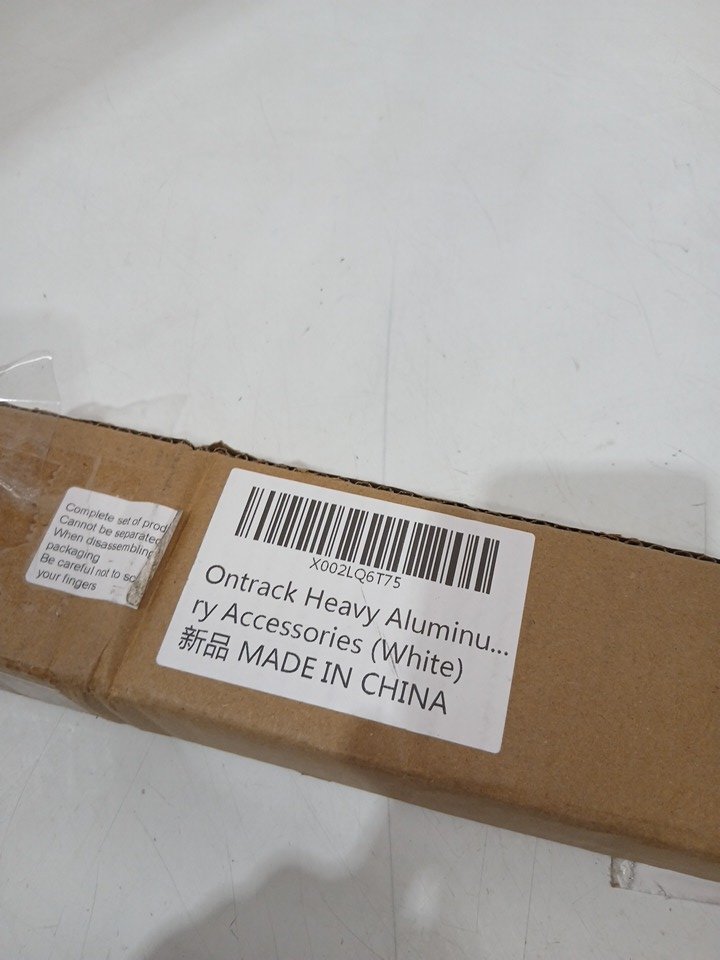 Complete set of prod
Cannot be separated
When disassembling
packaging
Be careful not to sc
your fingers
X002LQ6T75
Ontrack Heavy Aluminu...
ry Accessories (White)
新品 MADE IN CHINA